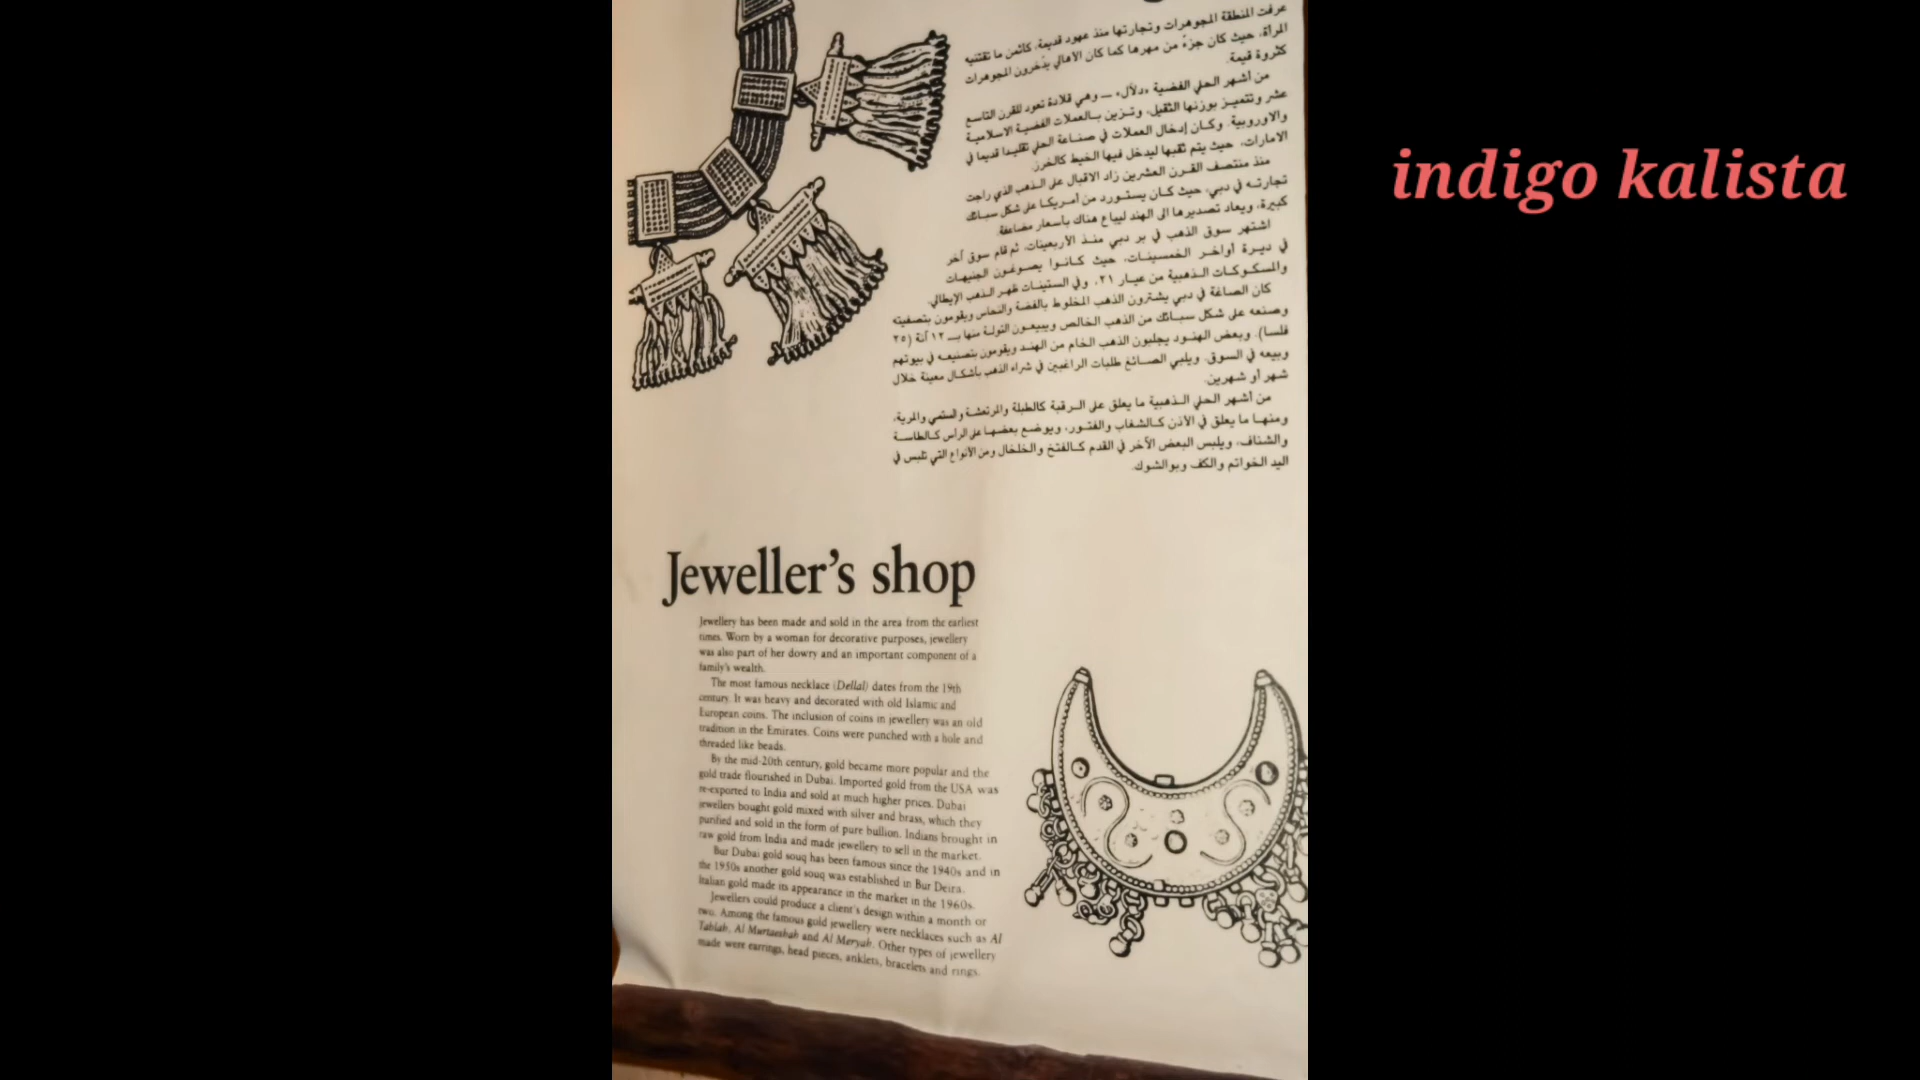 عرفت المنطقة المجوهرات وتجارتها منذ عهود قديمة، كأثمن ما تقتنيه
المرأة، حيث كان جزءً من مهرها كما كان الاهالي يدّخرون المجوهرات
كثروة قيمة.
من أشهر الحلي الفضية «دلّال» — وهي قلادة تعود للقرن التاسع
عشر وتتميز بوزنها الثقيل، وتزين بالعملات الفضية الاسلامية
والاوروبية. وكان إدخال العملات في صناعة الحلي تقليدا قديما في
الامارات، حيث يتم ثقبها ليدخل فيها الخيط كالخرز.
منذ منتصف القرن العشرين زاد الاقبال على الذهب الذي راجت
تجارته في دبي، حيث كان يستورد من أمريكا على شكل سبائك
كبيرة، ويعاد تصديرها الى الهند ليباع هناك بأسعار مضاعفة.
اشتهر سوق الذهب في بر دبي منذ الأربعينات، ثم قام سوق آخر
في ديرة أواخر الخمسينات، حيث كانوا يصوغون الجنيهات
والمسكوكات الذهبية من عيار ٢١، وفي الستينات ظهر الذهب الإيطالي.
كان الصاغة في دبي يشترون الذهب المخلوط بالفضة والنحاس ويقومون بتصفيته
وصنعه على شكل سبائك من الذهب الخالص ويبيعون التولة منها بـ ١٢ آنة (٢٥
فلسا). وبعض الهنود يجلبون الذهب الخام من الهند ويقومون بتصنيعه في بيوتهم
وبيعه في السوق. ويلبي الصائغ طلبات الراغبين في شراء الذهب بأشكال معينة خلال
شهر أو شهرين.
من أشهر الحلي الذهبية ما يعلق على الرقبة كالطبلة والمرتعشة والستمي والمرية،
ومنها ما يعلق في الأذن كالشغاب والفتور، ويوضع بعضها على الرأس كالطاسة
والشناف، ويلبس البعض الآخر في القدم كالفتخ والخلخال ومن الأنواع التي تلبس في
اليد الخواتم والكف وبوالشوك.
Jeweller's shop
Jewellery has been made and sold in the area from the earliest
times. Worn by a woman for decorative purposes, jewellery
was also part of her dowry and an important component of a
family's wealth.
The most famous necklace (Dellal) dates from the 19th
century. It was heavy and decorated with old Islamic and
European coins. The inclusion of coins in jewellery was an old
tradition in the Emirates. Coins were punched with a hole and
threaded like beads.
By the mid-20th century, gold became more popular and the
gold trade flourished in Dubai. Imported gold from the USA was
re-exported to India and sold at much higher prices. Dubai
jewellers bought gold mixed with silver and brass, which they
purified and sold in the form of pure bullion. Indians brought in
raw gold from India and made jewellery to sell in the market.
Bur Dubai gold souq has been famous since the 1940s and in
the 1950s another gold souq was established in Bur Deira.
Italian gold made its appearance in the market in the 1960s.
Jewellers could produce a client's design within a month or
two. Among the famous gold jewellery were necklaces such as Al
Tablah, Al Murtaeshah and Al Meryah. Other types of jewellery
made were earrings, head pieces, anklets, bracelets and rings.
indigo kalista